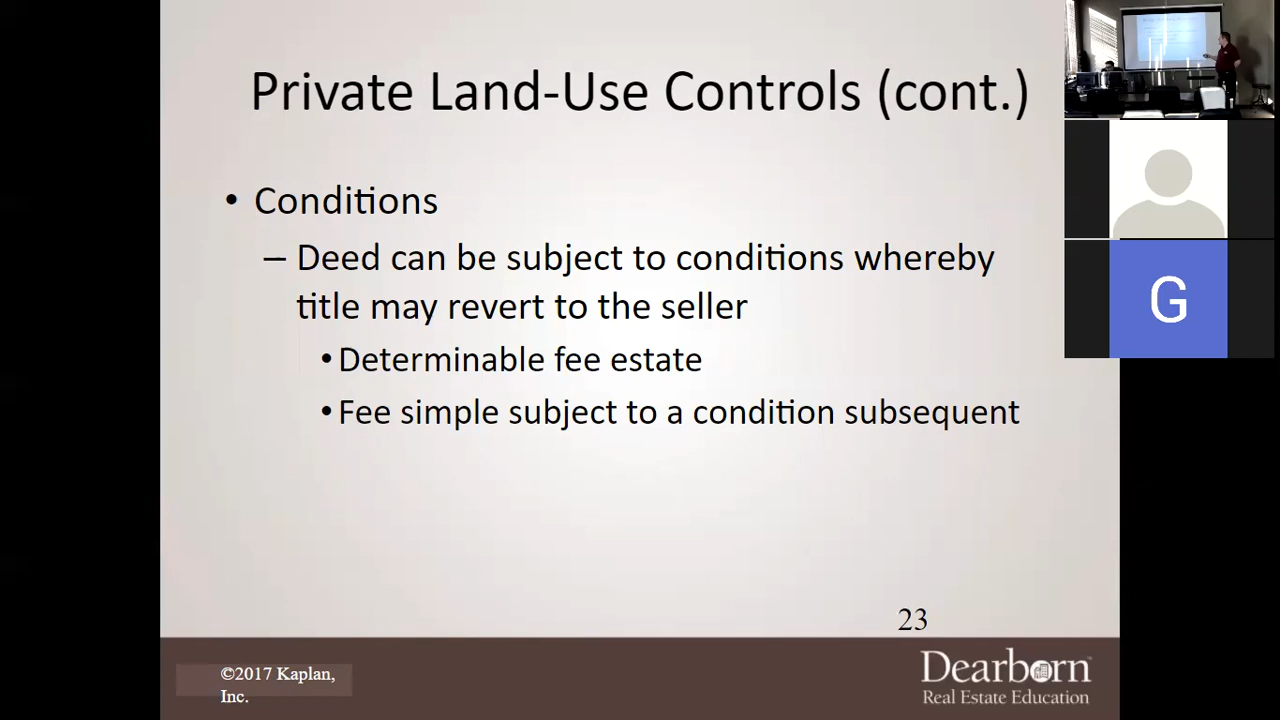 Private Land-Use Controls (cont.)
• Conditions
– Deed can be subject to conditions whereby
title may revert to the seller
• Determinable fee estate
• Fee simple subject to a condition subsequent
23
©2017 Kaplan,
Inc.
Dearborn
Real Estate Education
G